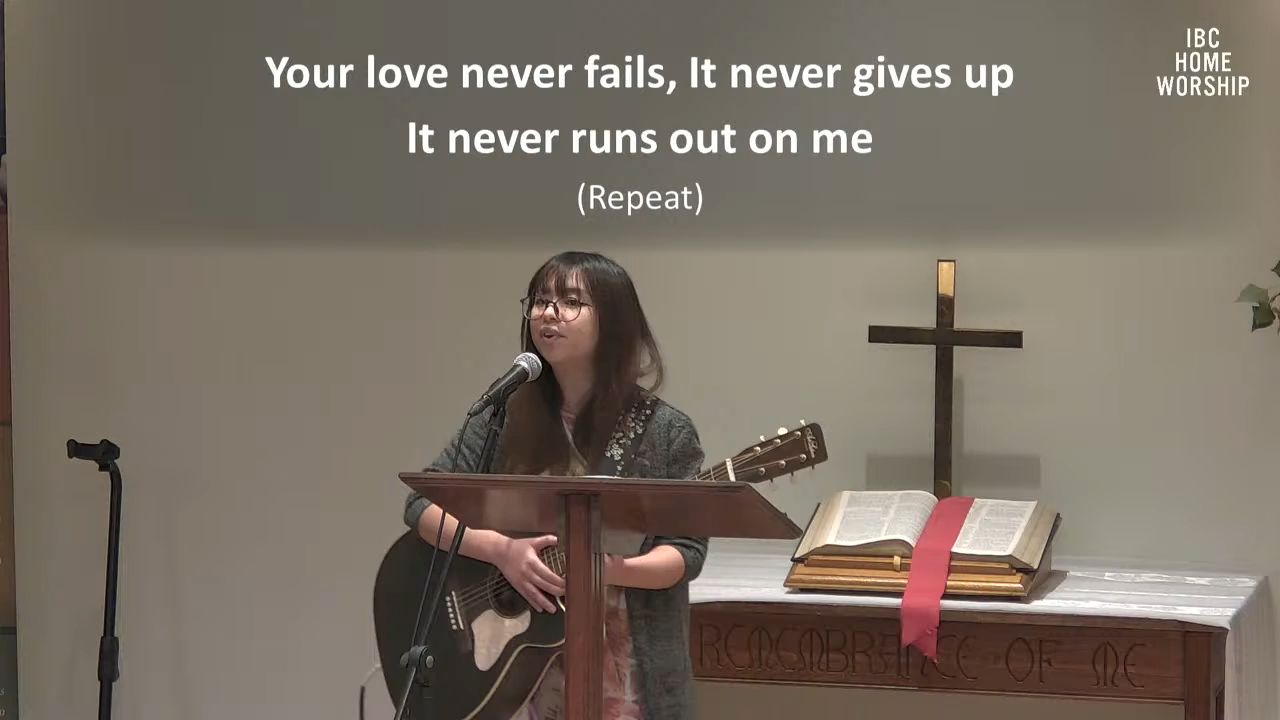 Your love never fails, It never gives up
It never runs out on me
(Repeat)
IBC
HOME
WORSHIP
REMEMBRANCE OF ME